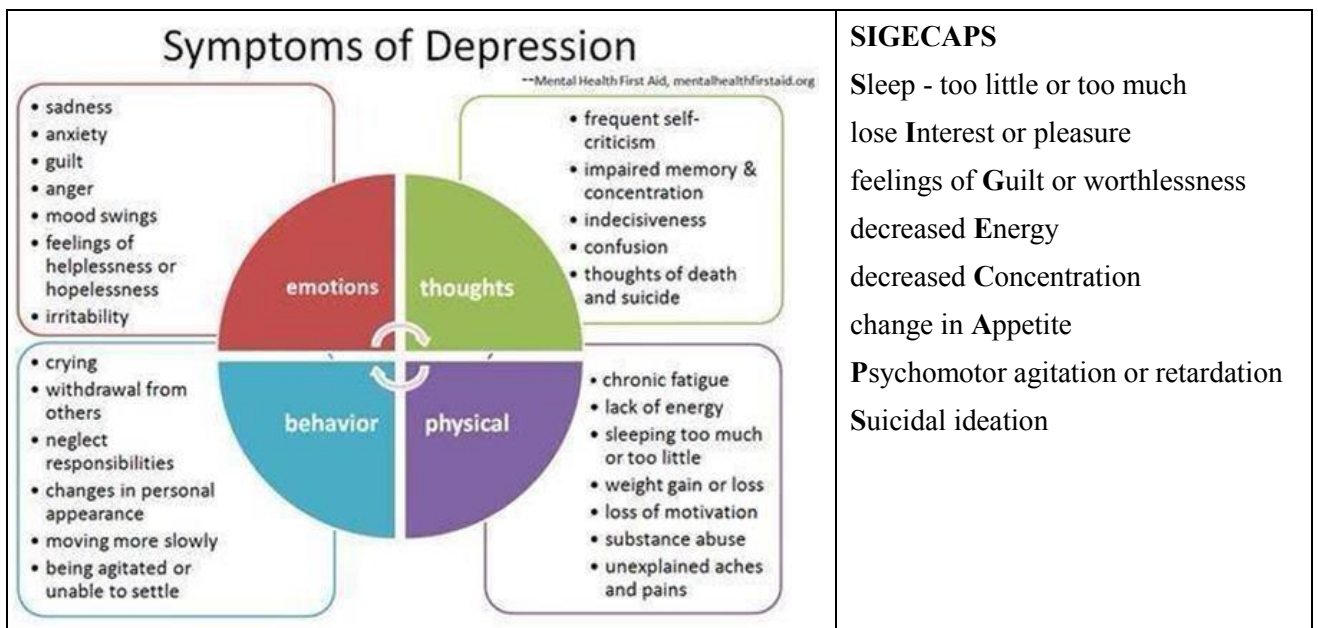 Symptoms of Depression
--Mental Health First Aid, mentalhealthfirstaid.org
• sadness
• anxiety
• guilt
• anger
• mood swings
• feelings of
helplessness or
hopelessness
• irritability
• frequent self-
criticism
• impaired memory &
concentration
• indecisiveness
• confusion
• thoughts of death
and suicide
emotions
thoughts
behavior
physical
• crying
• withdrawal from
others
• neglect
responsibilities
• changes in personal
appearance
• moving more slowly
• being agitated or
unable to settle
• chronic fatigue
• lack of energy
• sleeping too much
or too little
• weight gain or loss
• loss of motivation
• substance abuse
• unexplained aches
and pains
SIGECAPS
Sleep - too little or too much
lose Interest or pleasure
feelings of Guilt or worthlessness
decreased Energy
decreased Concentration
change in Appetite
Psychomotor agitation or retardation
Suicidal ideation